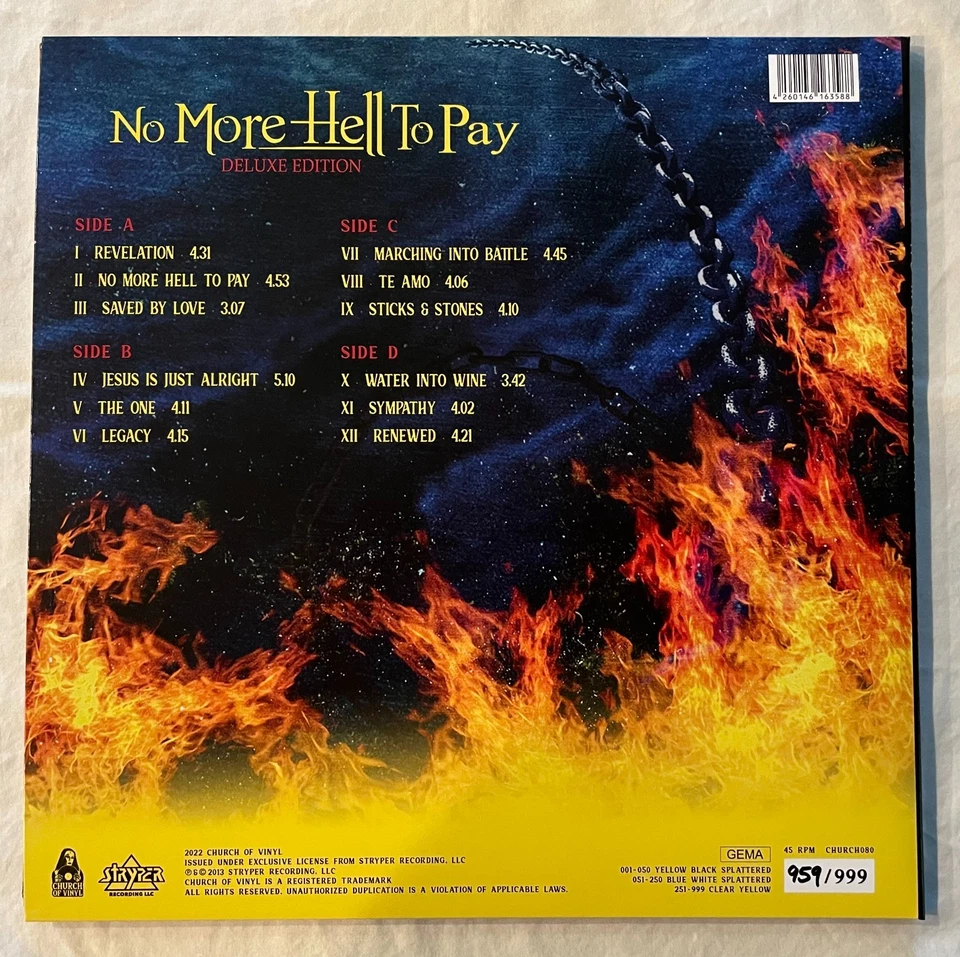 4 260146 163588
No More Hell To Pay
DELUXE EDITION
SIDE A
I REVELATION 4.31
II NO MORE HELL TO PAY 4.53
III SAVED BY LOVE 3.07
SIDE B
IV JESUS IS JUST ALRIGHT 5.10
V THE ONE 4.11
VI LEGACY 4.15
SIDE C
VII MARCHING INTO BATTLE 4.45
VIII TE AMO 4.06
IX STICKS & STONES 4.10
SIDE D
X WATER INTO WINE 3.42
XI SYMPATHY 4.02
XII RENEWED 4.21
CHURCH
OF VINYL
STRYPER
RECORDING LLC
2022 CHURCH OF VINYL
ISSUED UNDER EXCLUSIVE LICENSE FROM STRYPER RECORDING, LLC
℗&© 2013 STRYPER RECORDING, LLC
CHURCH OF VINYL IS A REGISTERED TRADEMARK
ALL RIGHTS RESERVED. UNAUTHORIZED DUPLICATION IS A VIOLATION OF APPLICABLE LAWS.
GEMA
001-050 YELLOW BLACK SPLATTERED
051-250 BLUE WHITE SPLATTERED
251-999 CLEAR YELLOW
45 RPM CHURCH080
959/999